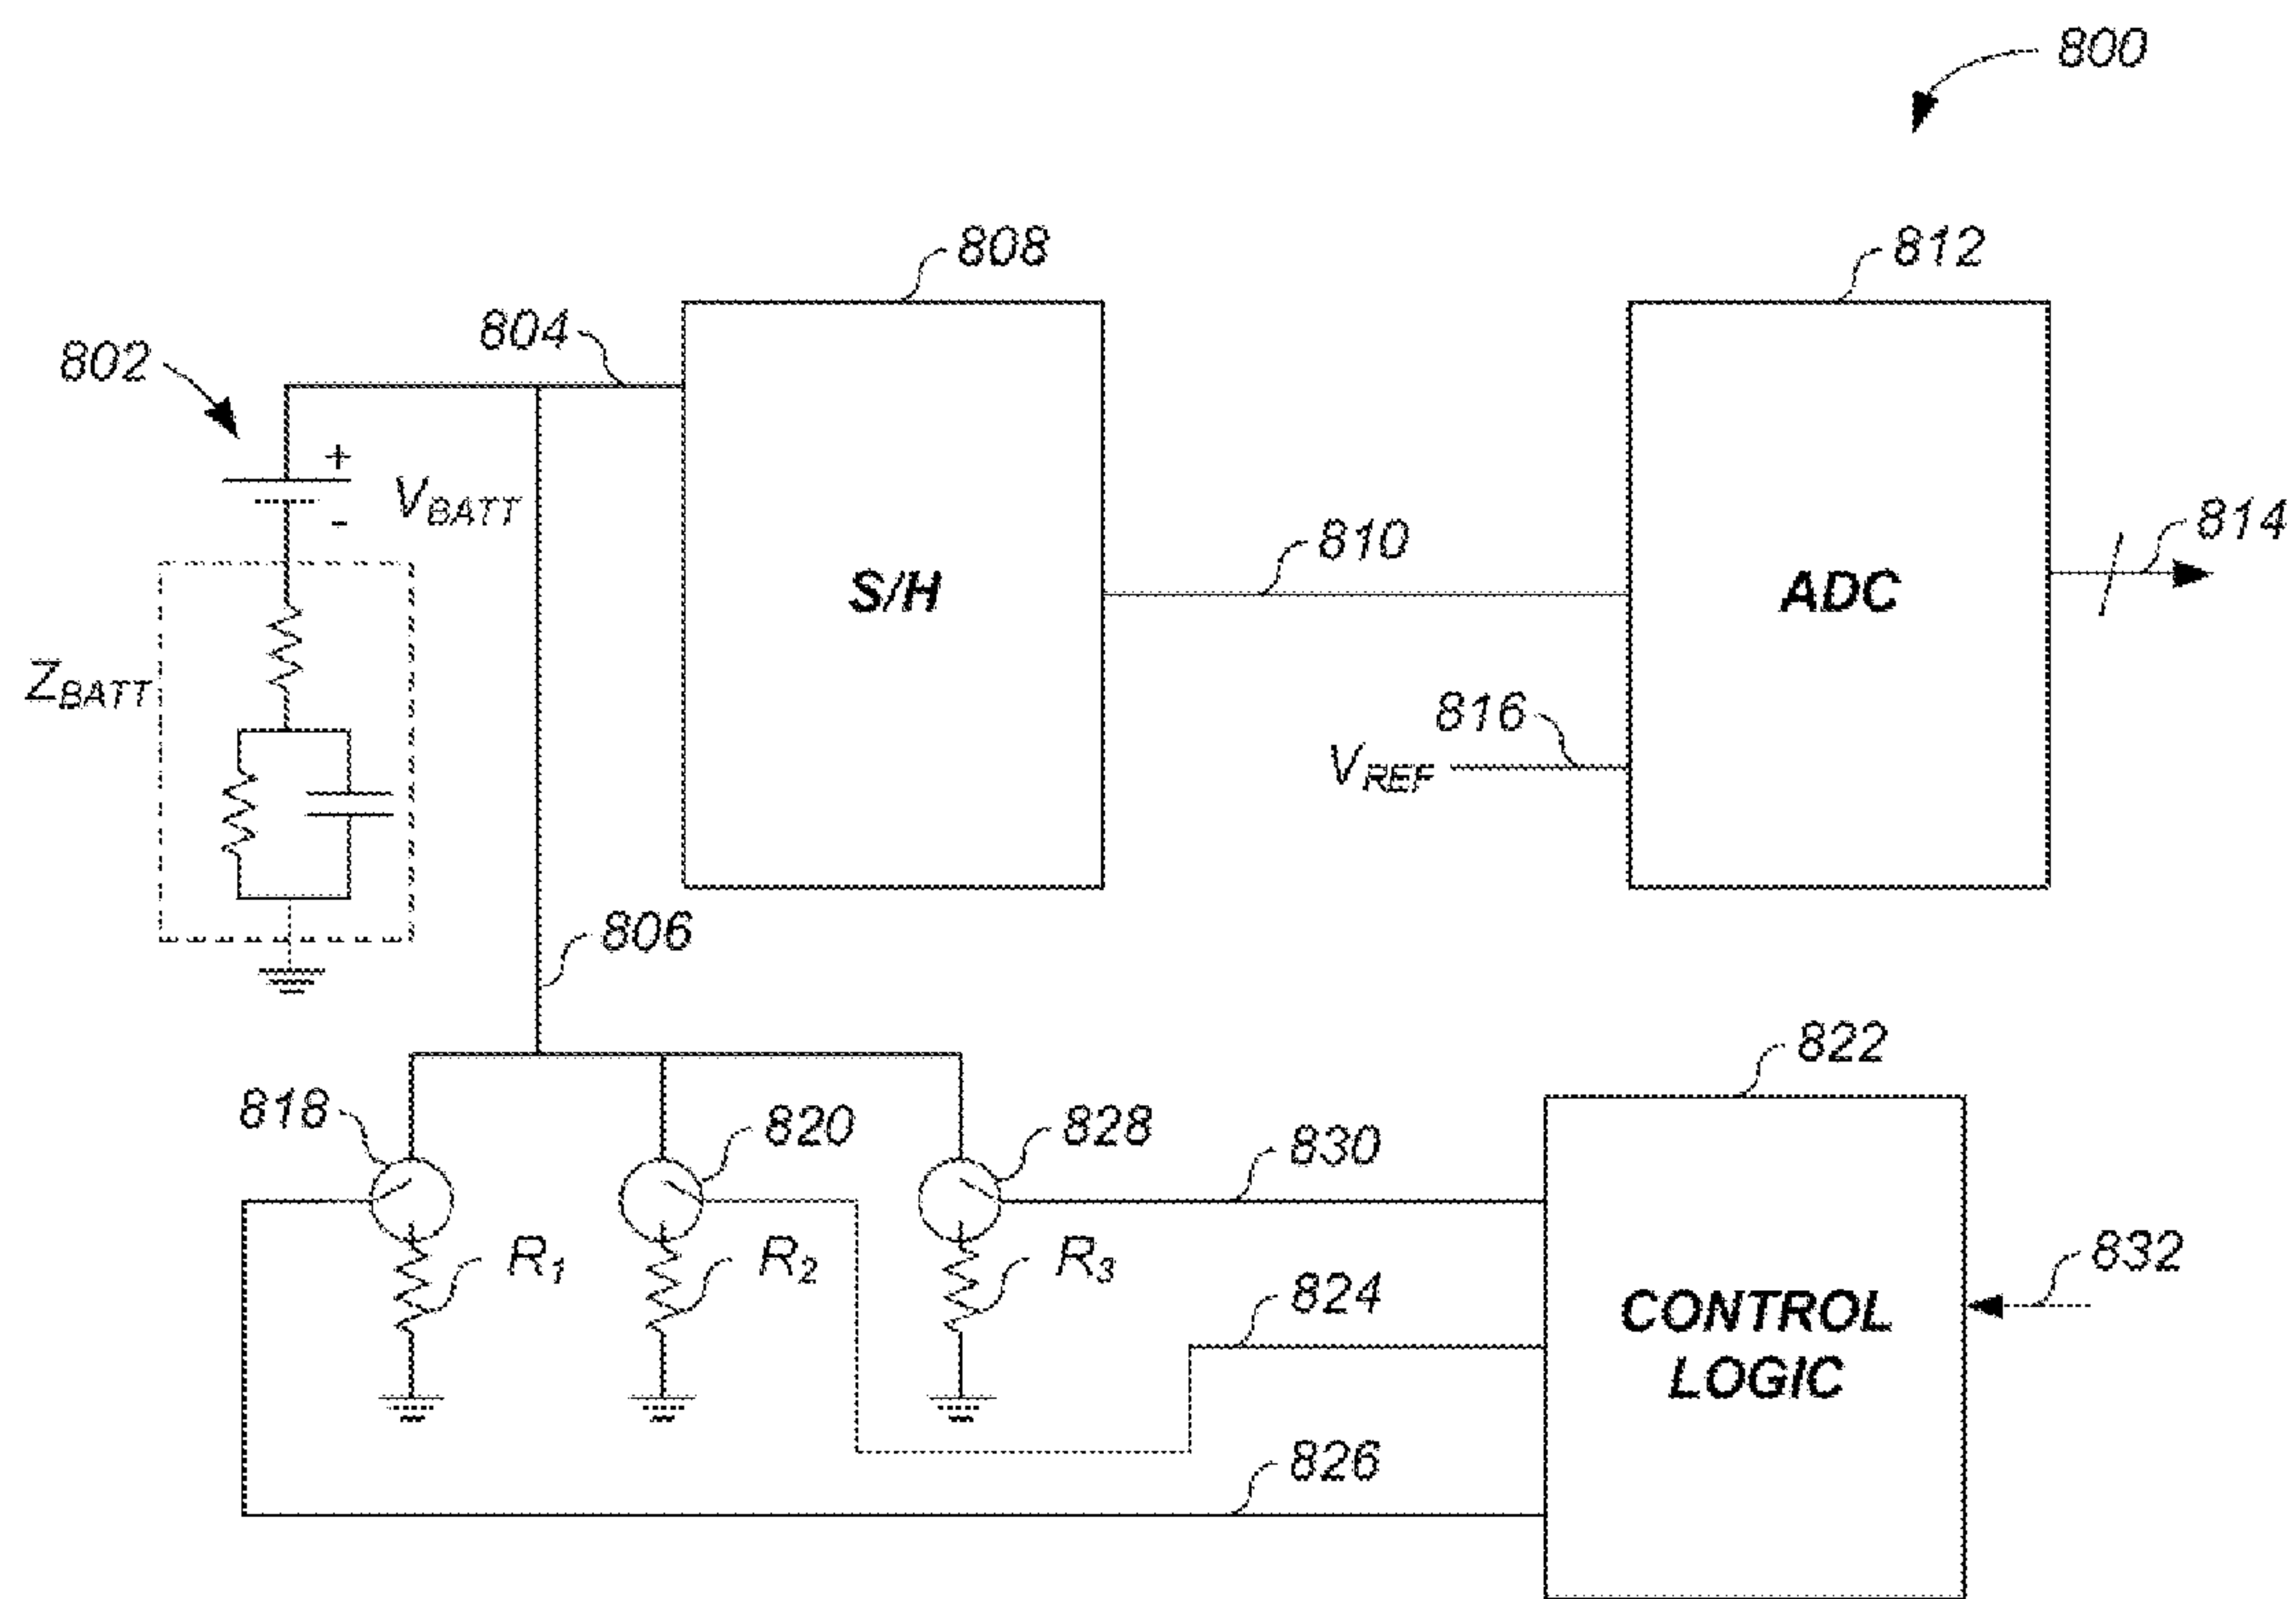 800
808
812
804
802
+
V_BATT
-
814
810
S/H
ADC
Z_BATT
816
V_REF
806
822
818
820
828
830
832
R_1
R_2
R_3
824
CONTROL
LOGIC
826